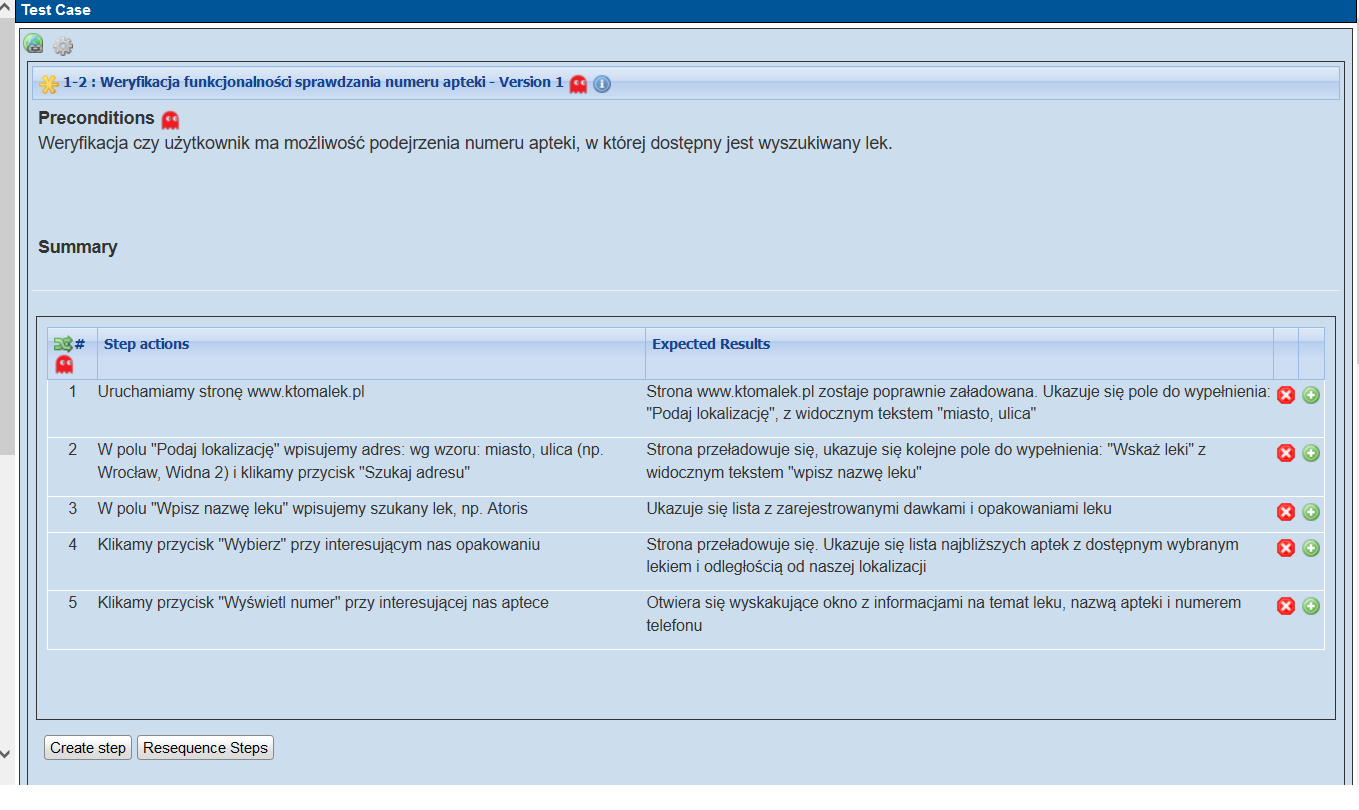 Test Case
1-2 : Weryfikacja funkcjonalności sprawdzania numeru apteki - Version 1
Preconditions
Weryfikacja czy użytkownik ma możliwość podejrzenia numeru apteki, w której dostępny jest wyszukiwany lek.
Summary
# Step actions Expected Results
1 Uruchamiamy stronę www.ktomalek.pl Strona www.ktomalek.pl zostaje poprawnie załadowana. Ukazuje się pole do wypełnienia:
"Podaj lokalizację", z widocznym tekstem "miasto, ulica"
2 W polu "Podaj lokalizację" wpisujemy adres: wg wzoru: miasto, ulica (np. Strona przeładowuje się, ukazuje się kolejne pole do wypełnienia: "Wskaż leki" z
Wrocław, Widna 2) i klikamy przycisk "Szukaj adresu" widocznym tekstem "wpisz nazwę leku"
3 W polu "Wpisz nazwę leku" wpisujemy szukany lek, np. Atoris Ukazuje się lista z zarejestrowanymi dawkami i opakowaniami leku
4 Klikamy przycisk "Wybierz" przy interesującym nas opakowaniu Strona przeładowuje się. Ukazuje się lista najbliższych aptek z dostępnym wybranym
lekiem i odległością od naszej lokalizacji
5 Klikamy przycisk "Wyświetl numer" przy interesującej nas aptece Otwiera się wyskakujące okno z informacjami na temat leku, nazwą apteki i numerem
telefonu
Create step Resequence Steps